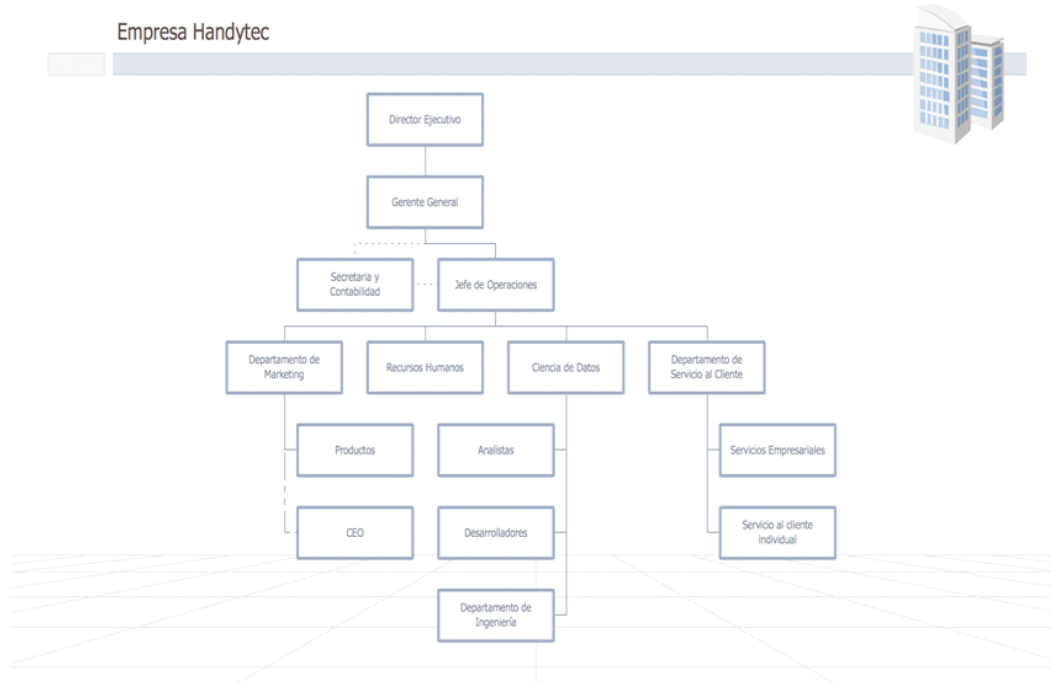 Empresa Handytec
Director Ejecutivo
Gerente General
Secretaria y
Contabilidad
Jefe de Operaciones
Departamento de
Marketing
Recursos Humanos
Ciencia de Datos
Departamento de
Servicio al Cliente
Productos
Analistas
Servicios Empresariales
CEO
Desarrolladores
Servicio al cliente
individual
Departamento de
Ingeniería